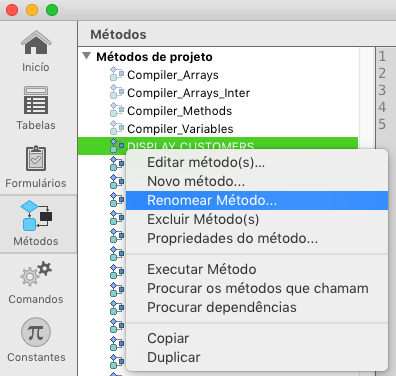 Métodos
Inicío
Tabelas
Formulários
Métodos
Comandos
Constantes
Métodos de projeto
Compiler_Arrays
Compiler_Arrays_Inter
Compiler_Methods
Compiler_Variables
DISPLAY_CUSTOMERS
Editar método(s)...
Novo método...
Renomear Método...
Excluir Método(s)
Propriedades do método...
Executar Método
Procurar os métodos que chamam
Procurar dependências
Copiar
Duplicar
1
2
3
4
5